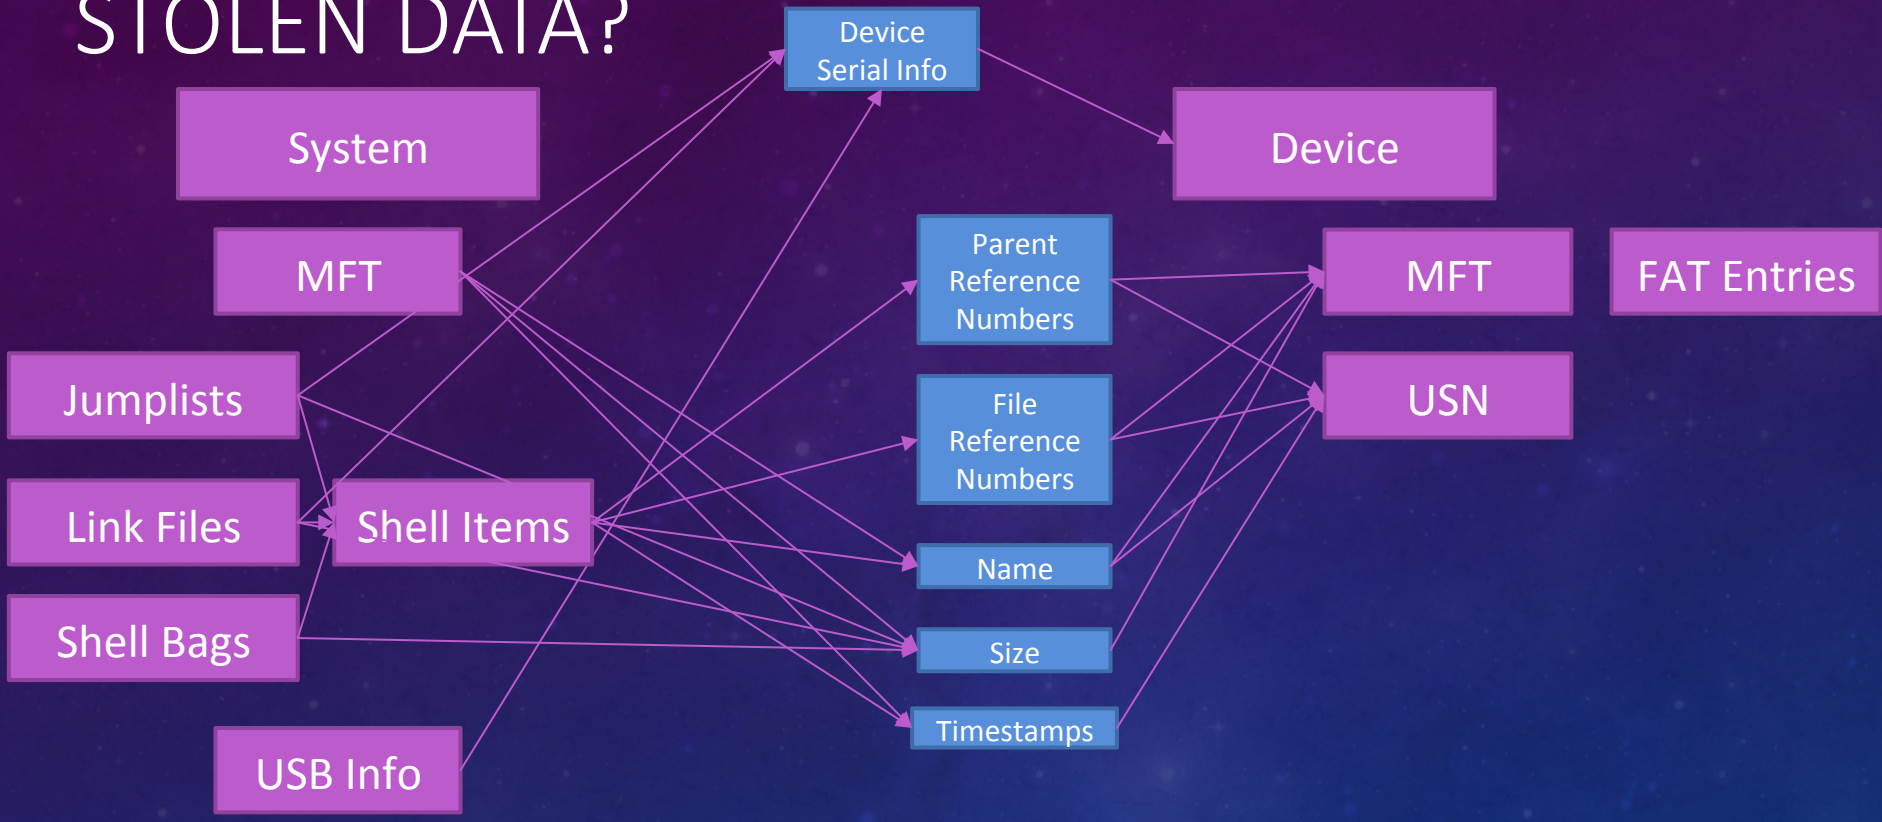 STOLEN DATA?
Device
Serial Info
System
Device
MFT
Parent
Reference
Numbers
MFT
FAT Entries
Jumplists
File
Reference
Numbers
USN
Link Files
Shell Items
Name
Shell Bags
Size
Timestamps
USB Info